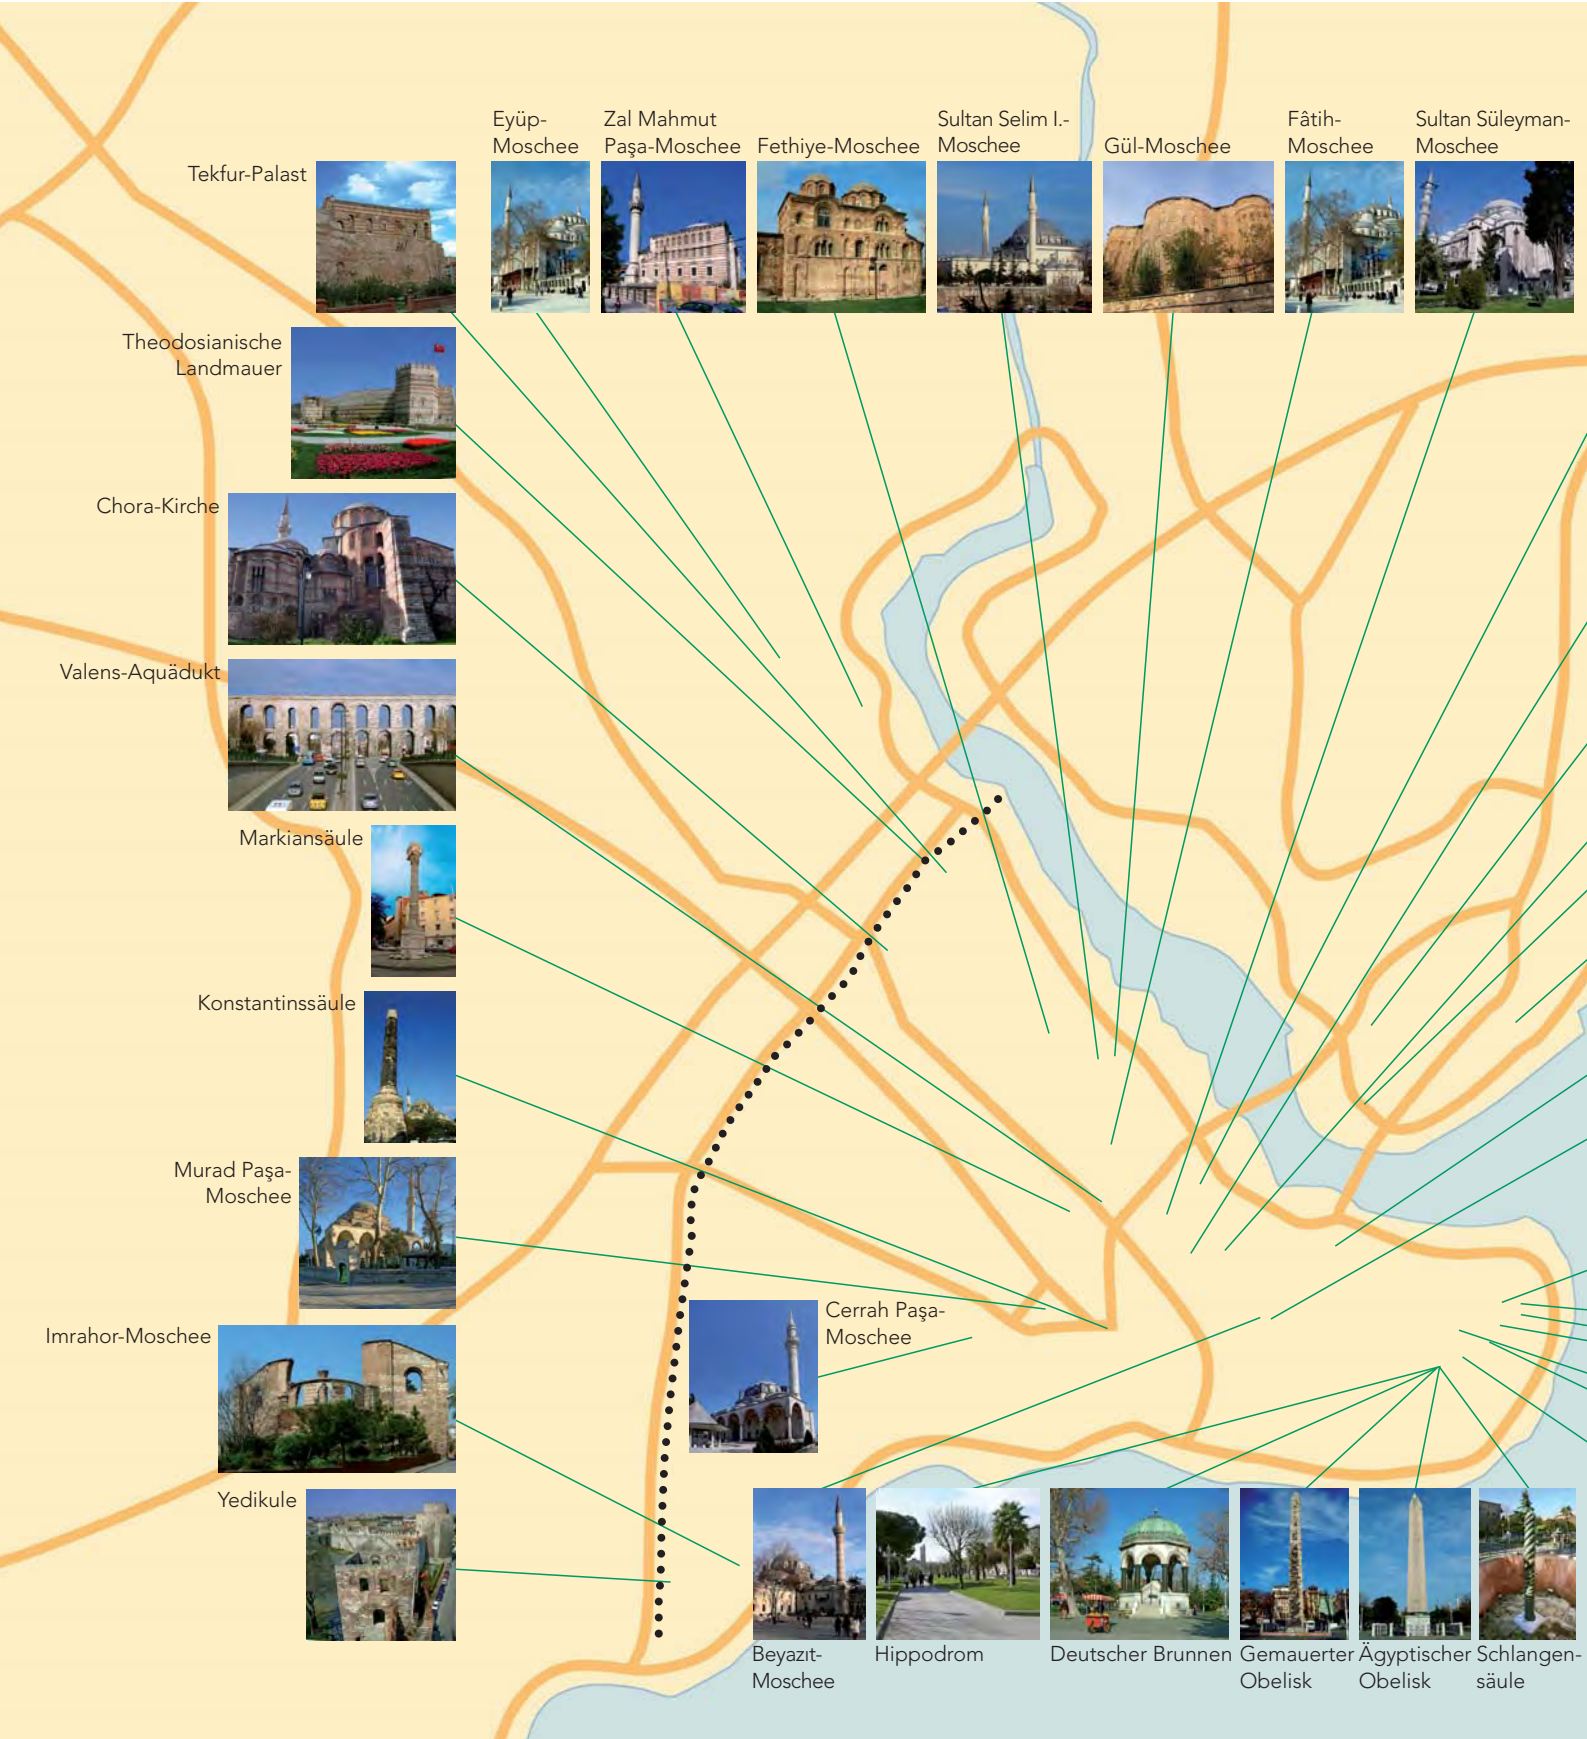 Eyüp-
Moschee
Zal Mahmut
Paşa-Moschee
Fethiye-Moschee
Sultan Selim I.-
Moschee
Gül-Moschee
Fâtih-
Moschee
Sultan Süleyman-
Moschee
Tekfur-Palast
Theodosianische
Landmauer
Chora-Kirche
Valens-Aquädukt
Markiansäule
Konstantinssäule
Murad Paşa-
Moschee
Imrahor-Moschee
Yedikule
Cerrah Paşa-
Moschee
Beyazıt-
Moschee
Hippodrom
Deutscher Brunnen
Gemauerter
Obelisk
Ägyptischer
Obelisk
Schlangen-
säule